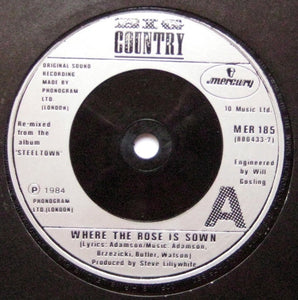 BIG
COUNTRY
ORIGINAL SOUND
RECORDING
MADE BY
PHONOGRAM
LTD.
(LONDON)
mercury
10 Music Ltd.
Re-mixed
from the
album
'STEELTOWN'
MER 185
(880433-7)
Engineered
by Will
Gosling
P 1984
PHONOGRAM
LTD.(LONDON)
A
WHERE THE ROSE IS SOWN
(Lyrics: Adamson/Music: Adamson,
Brzezicki, Butler, Watson)
Produced by Steve Lillywhite